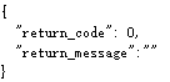 {
"return_code": 0,
"return_message":""
}